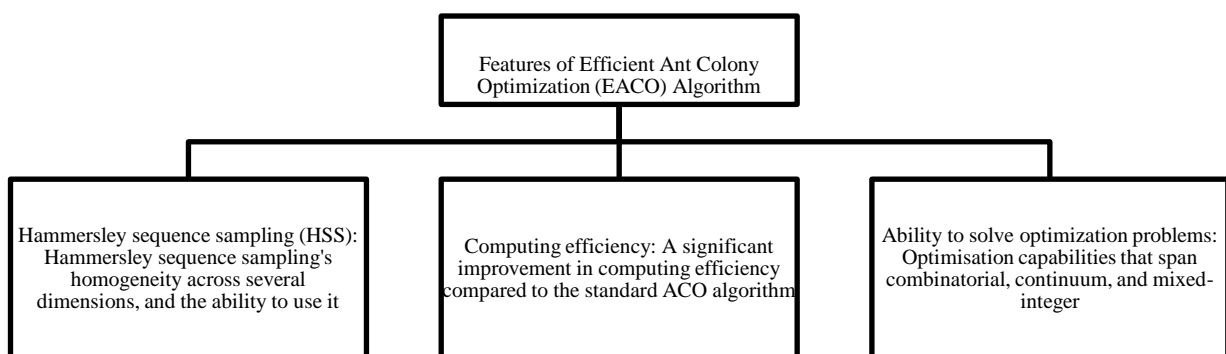 Features of Efficient Ant Colony
Optimization (EACO) Algorithm
Hammersley sequence sampling (HSS):
Hammersley sequence sampling's
homogeneity across several
dimensions, and the ability to use it
Computing efficiency: A significant
improvement in computing efficiency
compared to the standard ACO algorithm
Ability to solve optimization problems:
Optimisation capabilities that span
combinatorial, continuum, and mixed-
integer